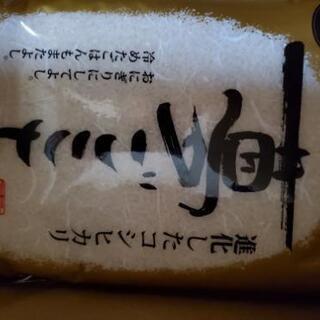 進化したコシヒカリ
夢ごこち
おにぎりにしてよし。
冷めたごはんもまたよし。